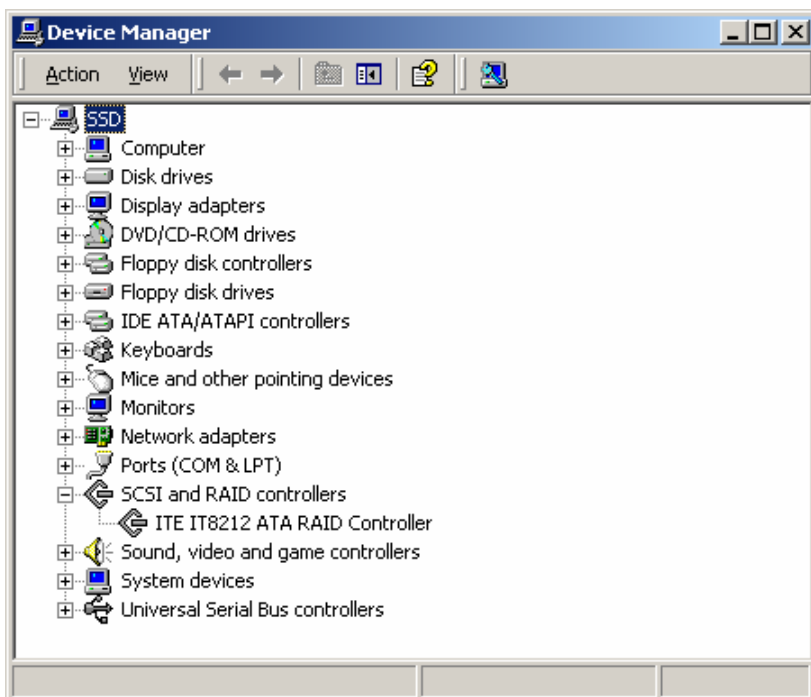 Device Manager
Action View
SSD
Computer
Disk drives
Display adapters
DVD/CD-ROM drives
Floppy disk controllers
Floppy disk drives
IDE ATA/ATAPI controllers
Keyboards
Mice and other pointing devices
Monitors
Network adapters
Ports (COM & LPT)
SCSI and RAID controllers
ITE IT8212 ATA RAID Controller
Sound, video and game controllers
System devices
Universal Serial Bus controllers